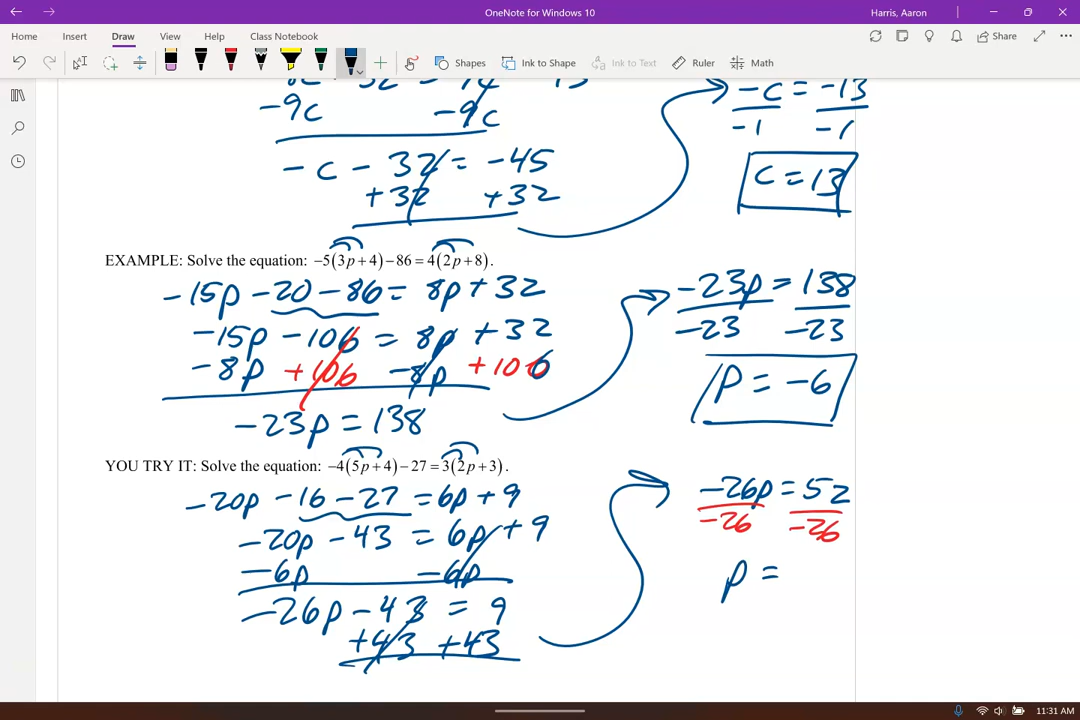 OneNote for Windows 10
Harris, Aaron
Home Insert Draw View Help Class Notebook
Share
Shapes Ink to Shape Ink to Text Ruler Math
-9c -9c
-c - 32 = -45
+32 +32
-c = -13
-1 -1
c = 13
EXAMPLE: Solve the equation: −5(3p+4)−86=4(2p+8).
-15p - 20 - 86 = 8p + 32
-15p - 106 = 8p + 32
-8p +106 -8p +106
-23p = 138
-23p = 138
-23 -23
p = -6
YOU TRY IT: Solve the equation: −4(5p+4)−27=3(2p+3).
-20p - 16 - 27 = 6p + 9
-20p - 43 = 6p + 9
-6p -6p
-26p - 43 = 9
+43 +43
-26p = 52
-26 -26
p =
11:31 AM